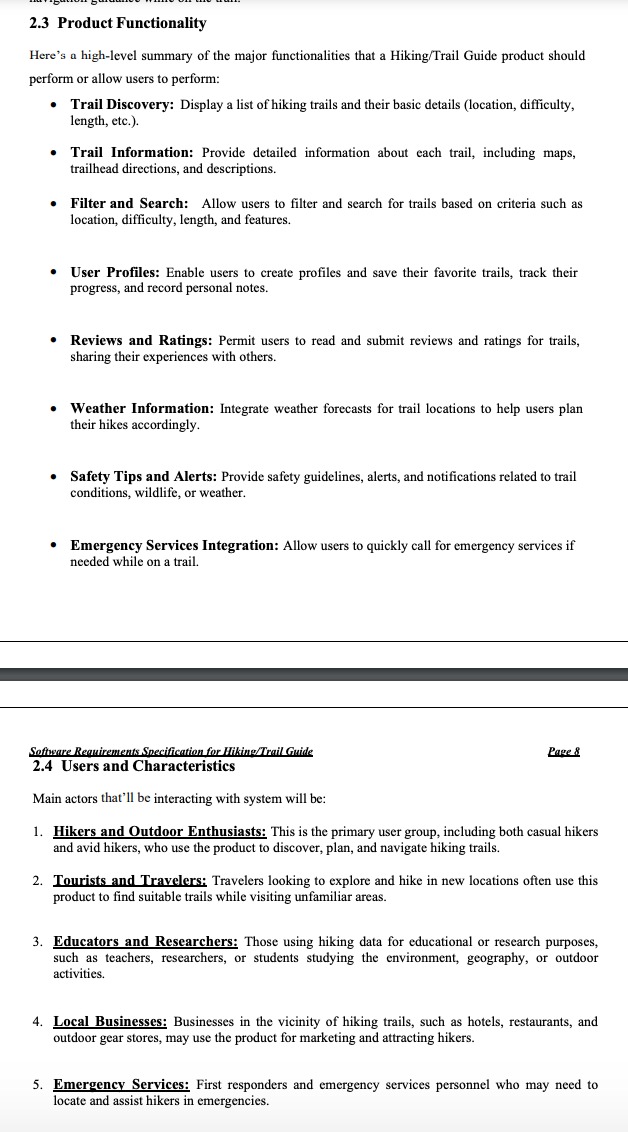 2.3 Product Functionality
Here's a high-level summary of the major functionalities that a Hiking/Trail Guide product should
perform or allow users to perform:
• Trail Discovery: Display a list of hiking trails and their basic details (location, difficulty,
length, etc.).
• Trail Information: Provide detailed information about each trail, including maps,
trailhead directions, and descriptions.
• Filter and Search: Allow users to filter and search for trails based on criteria such as
location, difficulty, length, and features.
• User Profiles: Enable users to create profiles and save their favorite trails, track their
progress, and record personal notes.
• Reviews and Ratings: Permit users to read and submit reviews and ratings for trails,
sharing their experiences with others.
• Weather Information: Integrate weather forecasts for trail locations to help users plan
their hikes accordingly.
• Safety Tips and Alerts: Provide safety guidelines, alerts, and notifications related to trail
conditions, wildlife, or weather.
• Emergency Services Integration: Allow users to quickly call for emergency services if
needed while on a trail.
Software Requirements Specification for Hiking/Trail Guide Page 8
2.4 Users and Characteristics
Main actors that'll be interacting with system will be:
1. Hikers and Outdoor Enthusiasts: This is the primary user group, including both casual hikers
and avid hikers, who use the product to discover, plan, and navigate hiking trails.
2. Tourists and Travelers: Travelers looking to explore and hike in new locations often use this
product to find suitable trails while visiting unfamiliar areas.
3. Educators and Researchers: Those using hiking data for educational or research purposes,
such as teachers, researchers, or students studying the environment, geography, or outdoor
activities.
4. Local Businesses: Businesses in the vicinity of hiking trails, such as hotels, restaurants, and
outdoor gear stores, may use the product for marketing and attracting hikers.
5. Emergency Services: First responders and emergency services personnel who may need to
locate and assist hikers in emergencies.